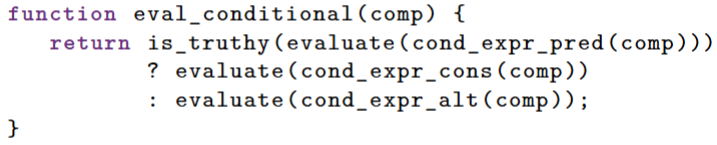 function eval_conditional(comp) {
   return is_truthy(evaluate(cond_expr_pred(comp)))
          ? evaluate(cond_expr_cons(comp))
          : evaluate(cond_expr_alt(comp));
}